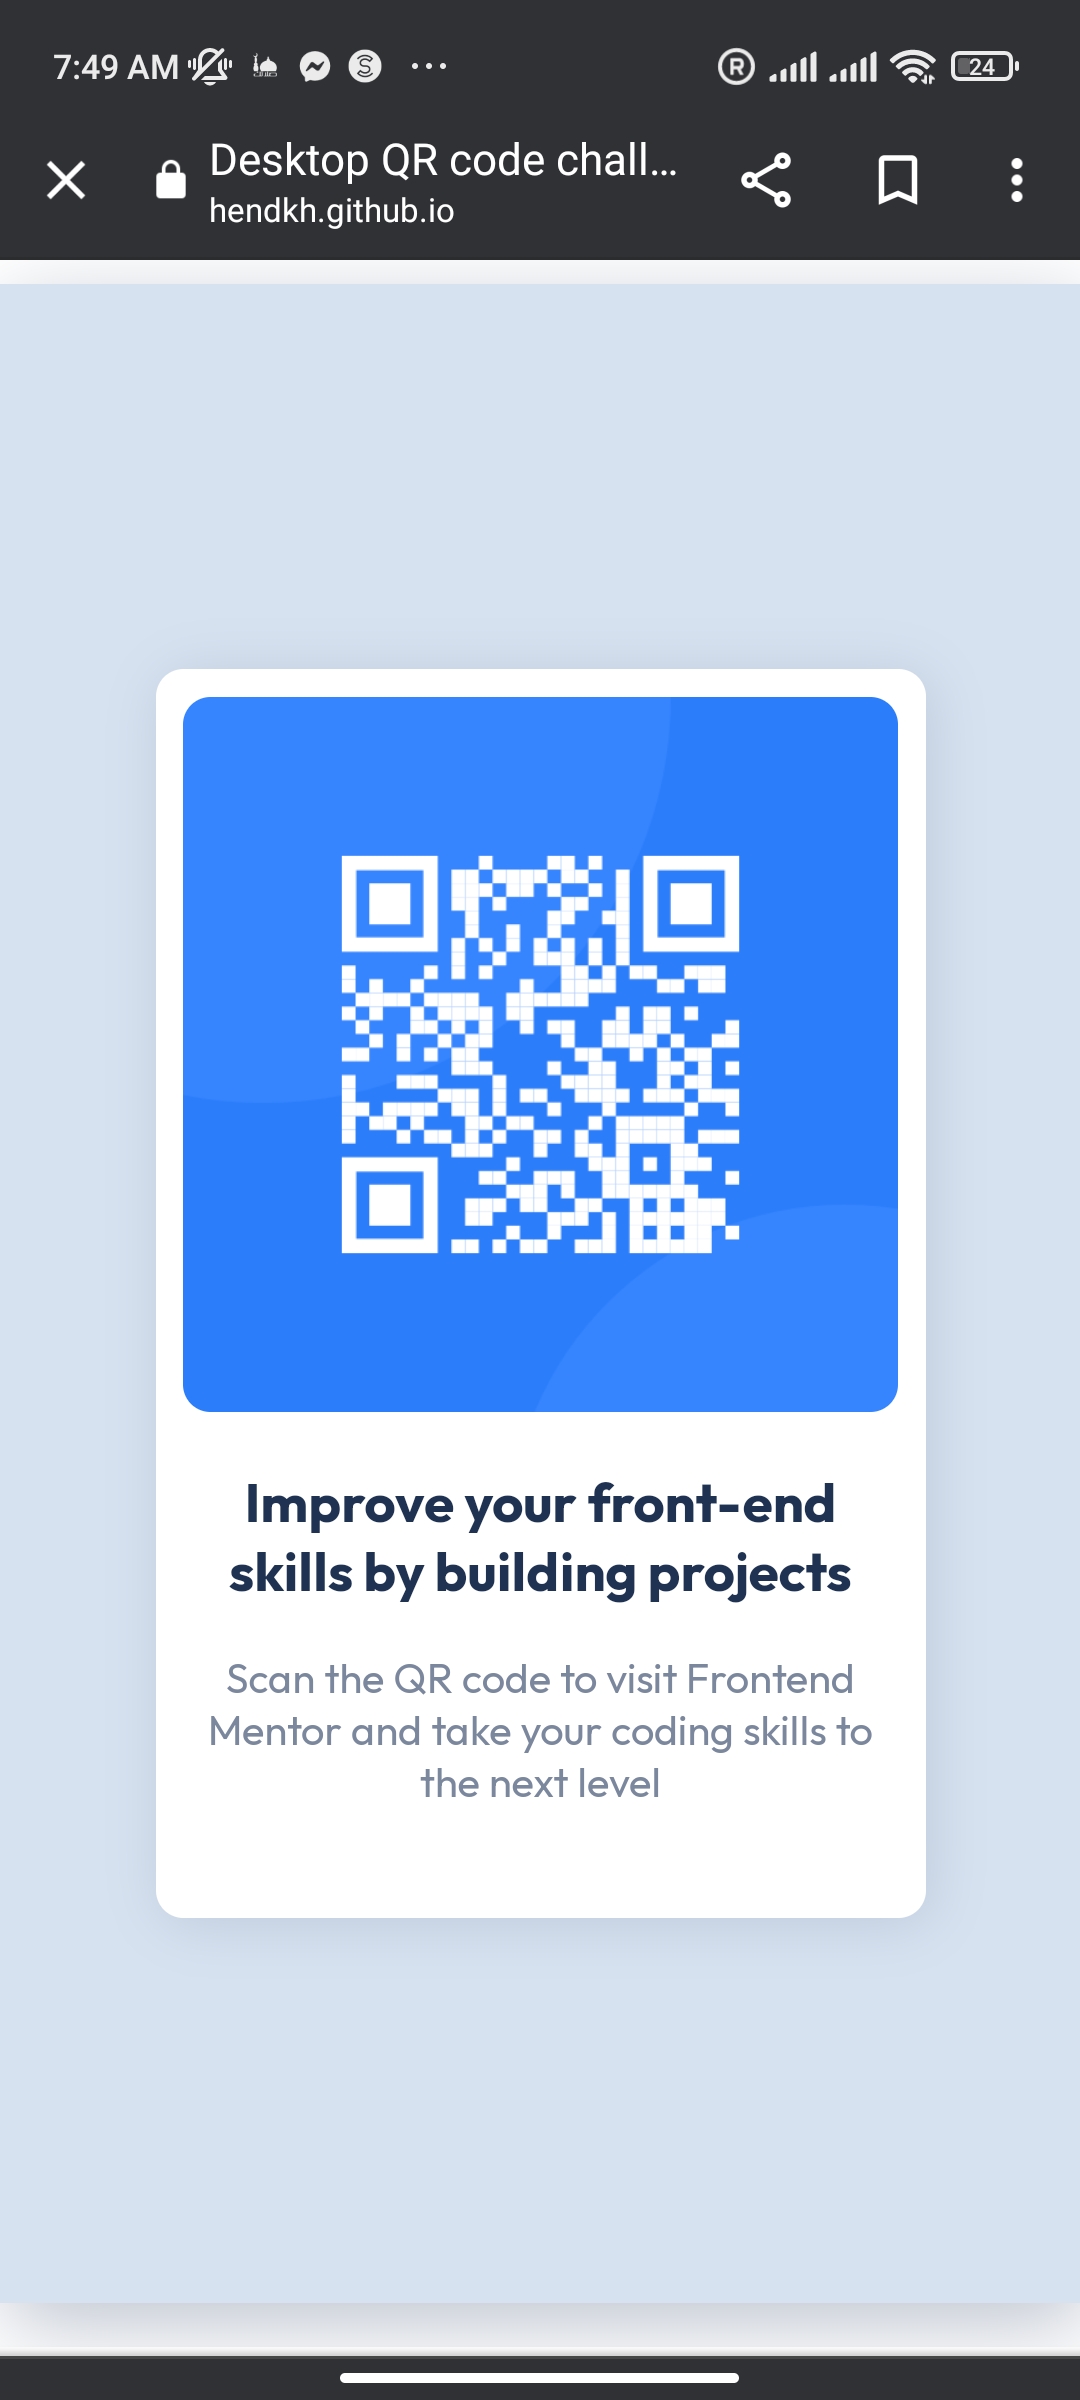 7:49 AM
24
Desktop QR code chall...
hendkh.github.io
Improve your front-end
skills by building projects
Scan the QR code to visit Frontend
Mentor and take your coding skills to
the next level